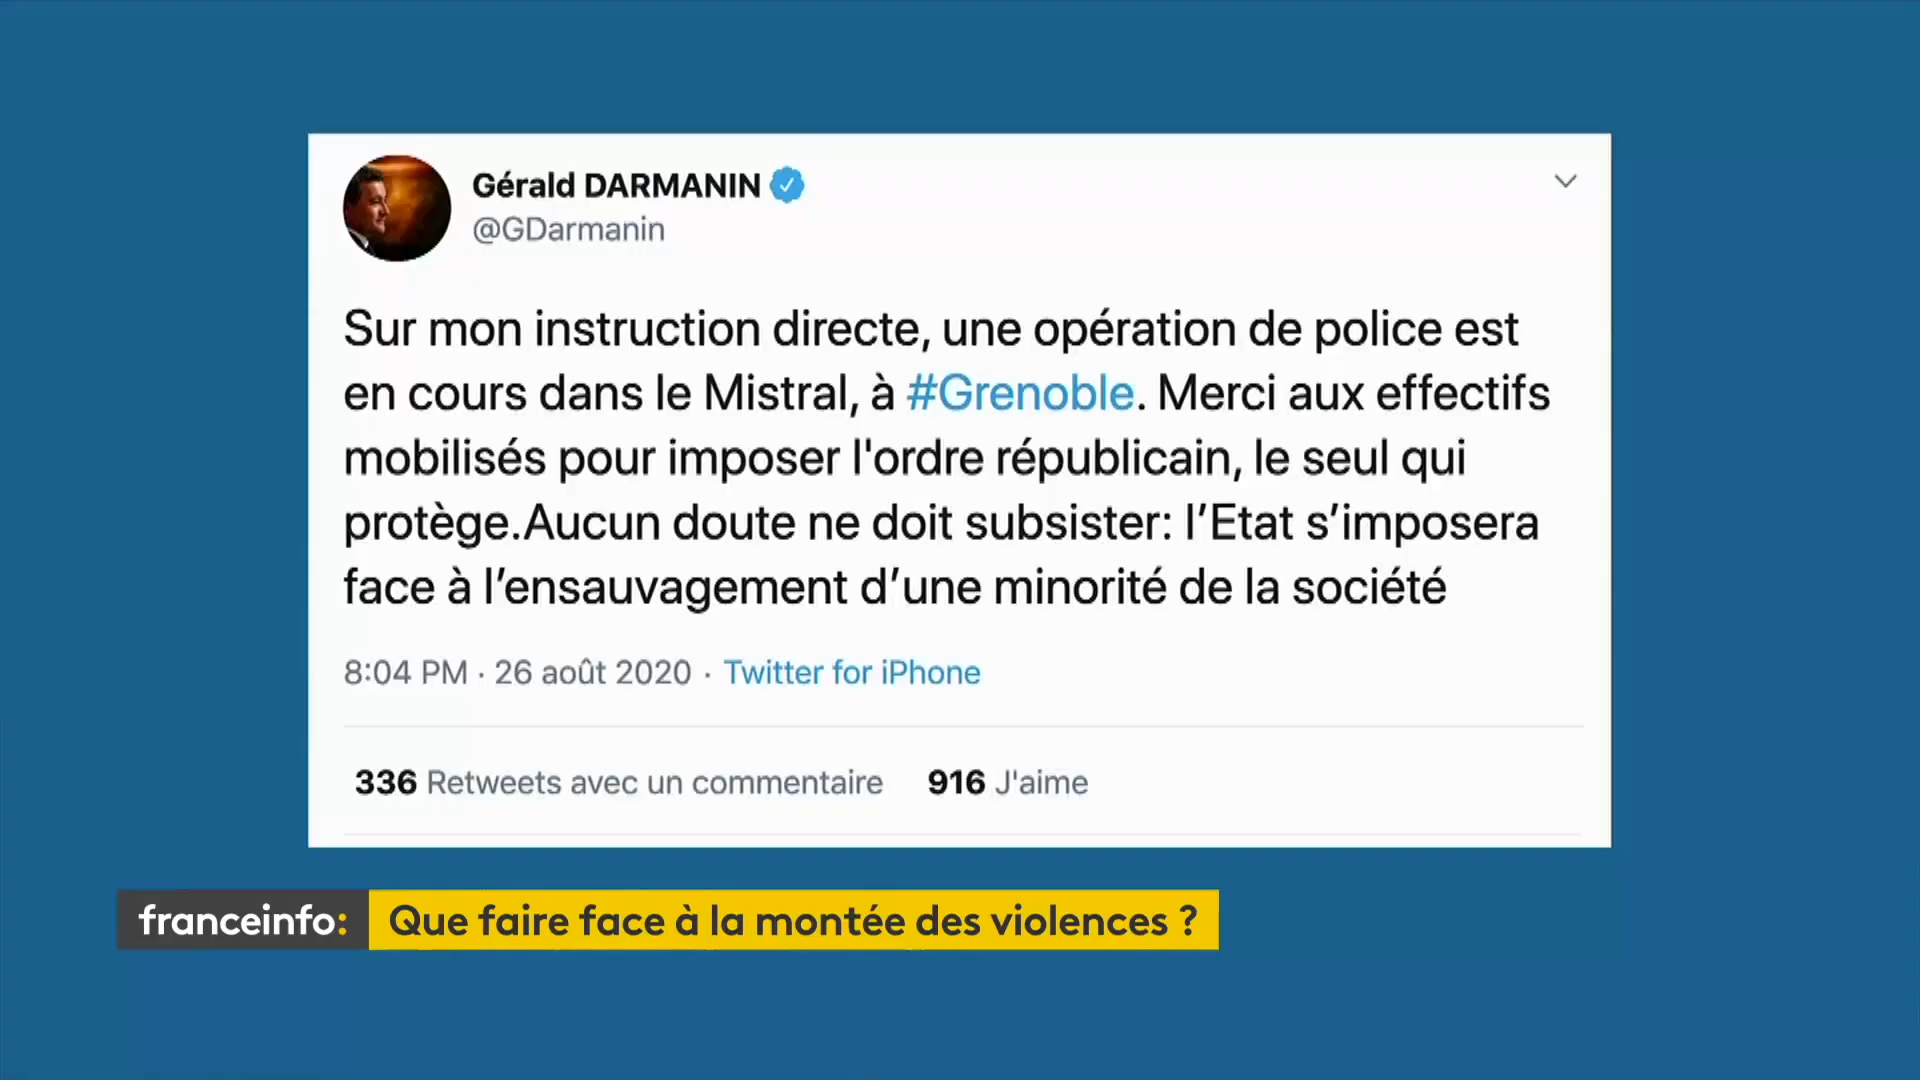 Gérald DARMANIN
@GDarmanin
Sur mon instruction directe, une opération de police est
en cours dans le Mistral, à #Grenoble. Merci aux effectifs
mobilisés pour imposer l'ordre républicain, le seul qui
protège.Aucun doute ne doit subsister: l’Etat s’imposera
face à l’ensauvagement d’une minorité de la société
8:04 PM · 26 août 2020 · Twitter for iPhone
336 Retweets avec un commentaire 916 J'aime
franceinfo: Que faire face à la montée des violences ?